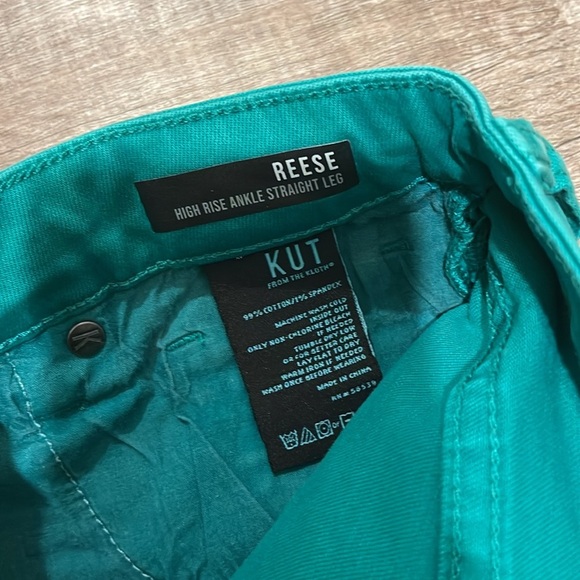 REESE
HIGH RISE ANKLE STRAIGHT LEG
KUT
FROM THE KLOTH®
99% COTTON/1% SPANDEX
MACHINE WASH COLD
INSIDE OUT
ONLY NON-CHLORINE BLEACH
IF NEEDED
TUMBLE DRY LOW
OR FOR BETTER CARE
LAY FLAT TO DRY
WARM IRON IF NEEDED
WASH ONCE BEFORE WEARING
MADE IN CHINA
or
K